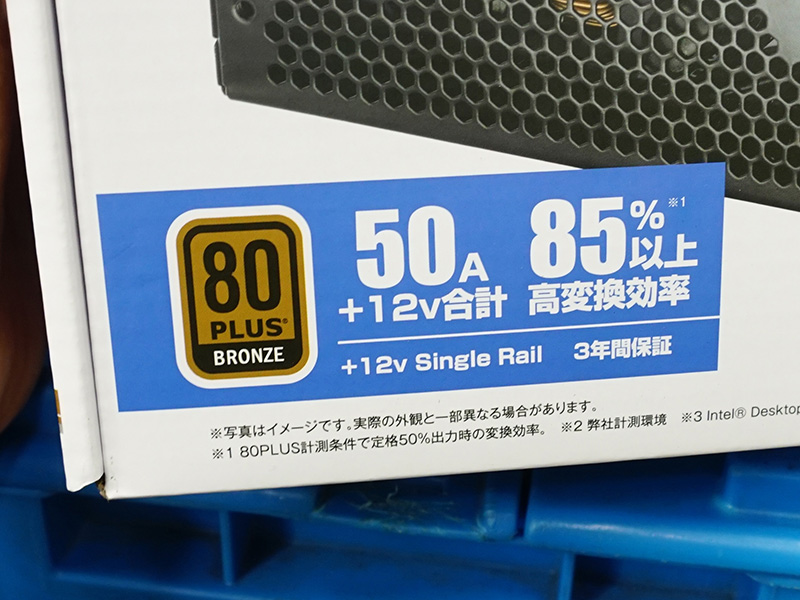 80
PLUS®
BRONZE
50A
+12v合計
85%以上※1
高変換効率
+12v Single Rail 3年間保証
※写真はイメージです。実際の外観と一部異なる場合があります。
※1 80PLUS計測条件で定格50%出力時の変換効率。 ※2 弊社計測環境 ※3 Intel® Desktop